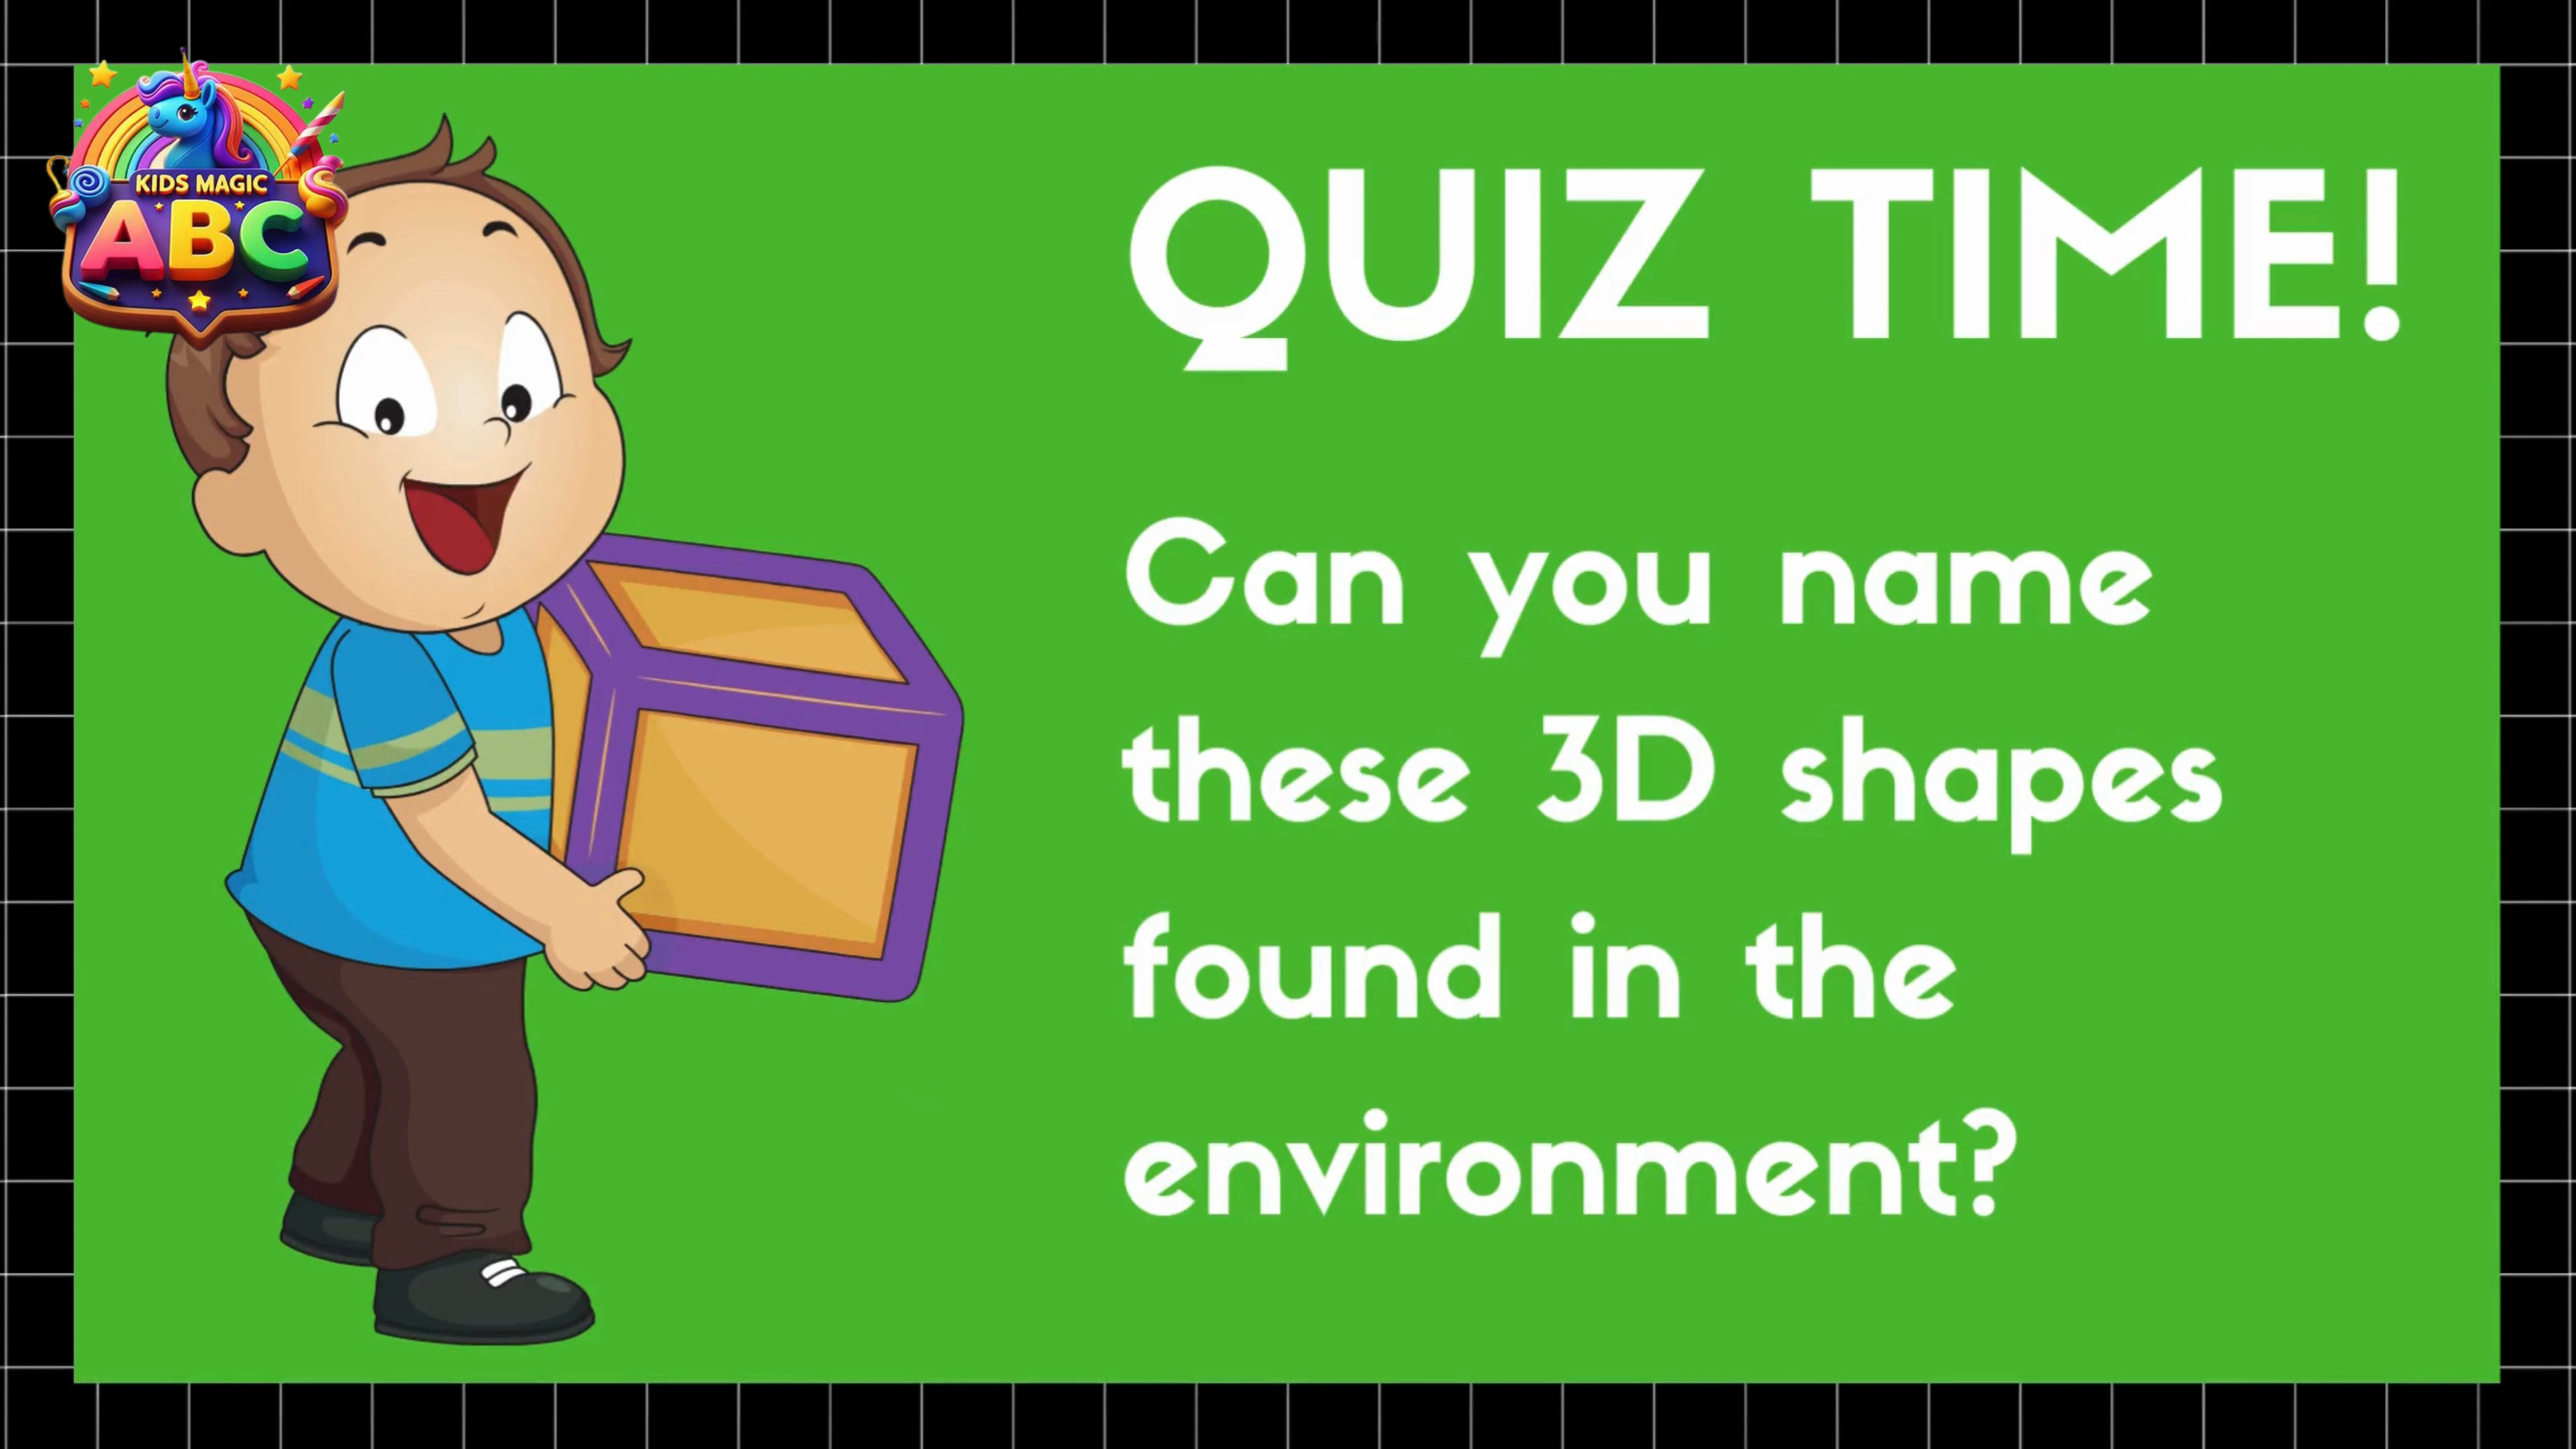 KIDS MAGIC
ABC
QUIZ TIME!
Can you name
these 3D shapes
found in the
environment?